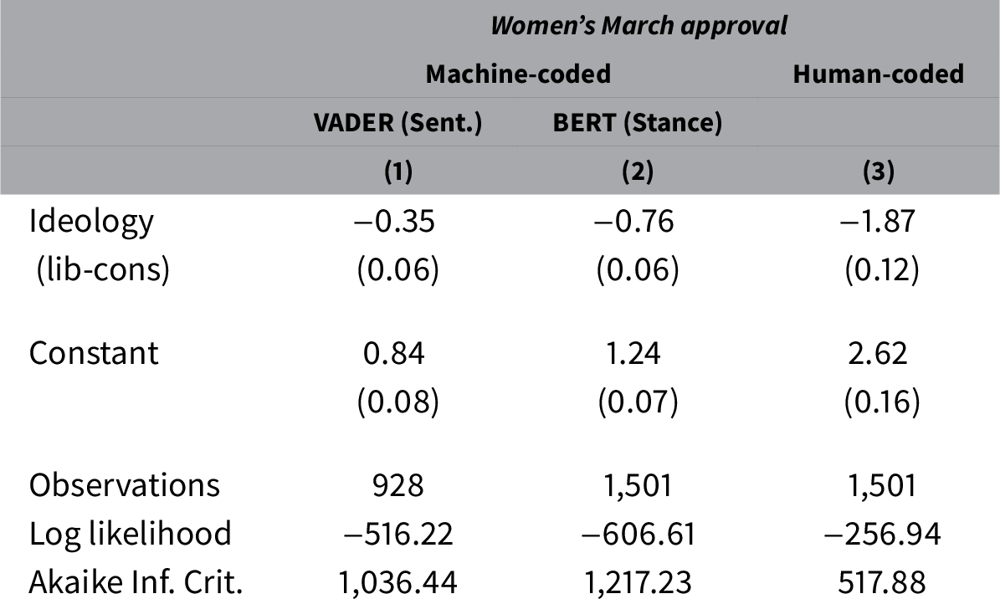 Women’s March approval
Machine-coded Human-coded
VADER (Sent.) BERT (Stance)
(1) (2) (3)
Ideology −0.35 −0.76 −1.87
(lib-cons) (0.06) (0.06) (0.12)
Constant 0.84 1.24 2.62
(0.08) (0.07) (0.16)
Observations 928 1,501 1,501
Log likelihood −516.22 −606.61 −256.94
Akaike Inf. Crit. 1,036.44 1,217.23 517.88